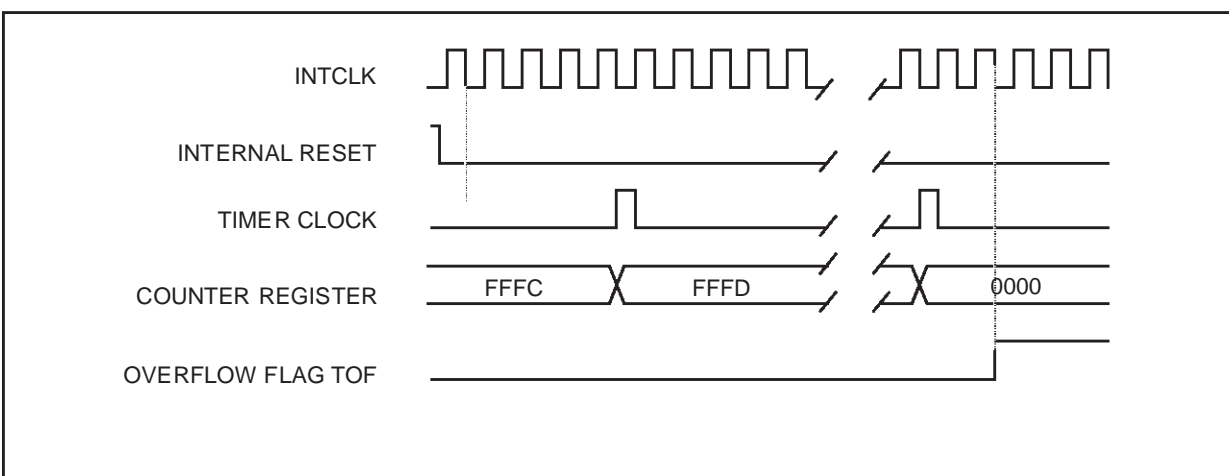 INTCLK
INTERNAL RESET
TIMER CLOCK
COUNTER REGISTER FFFC FFFD 0000
OVERFLOW FLAG TOF